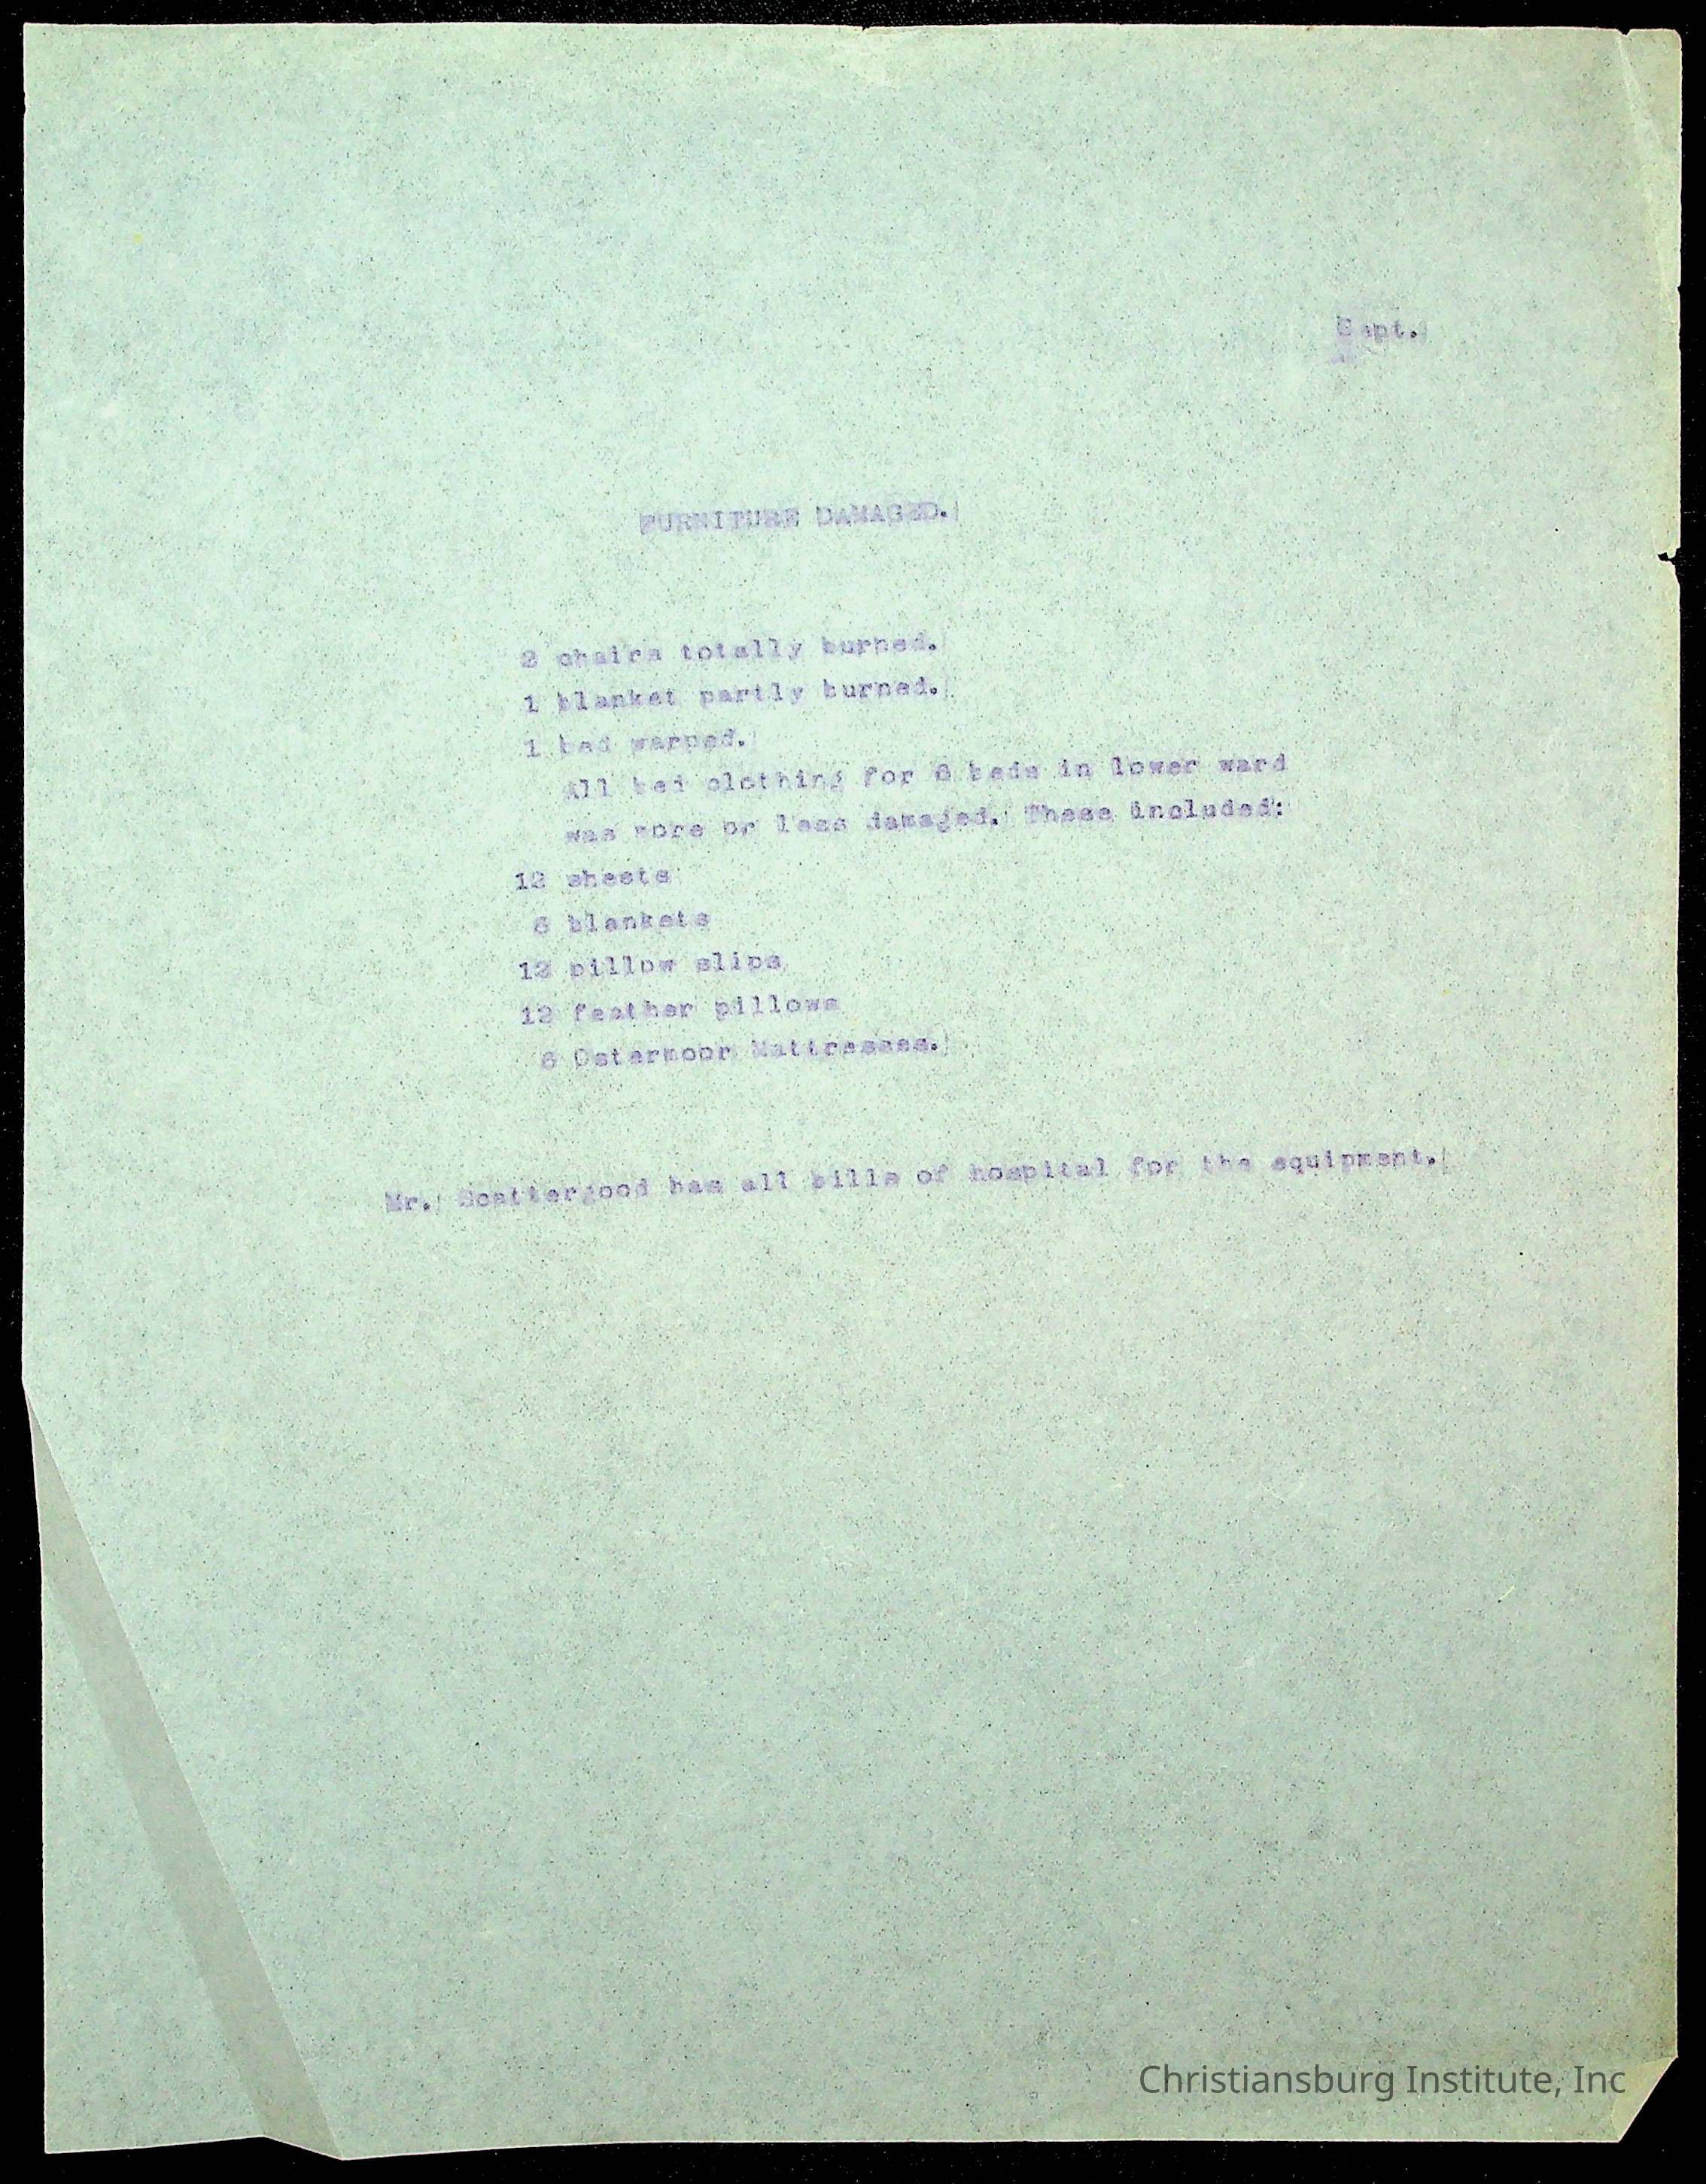 Sept.
FURNITURE DAMAGED.
2 chairs totally burned.
1 blanket partly burned.
1 bed warped.
All bed clothing for 6 beds in lower ward
was more or less damaged. These included:
12 sheets
6 blankets
12 pillow slips
12 feather pillows
6 Ostermoor Mattresses.
Mr. Scattergood has all bills of hospital for the equipment.
Christiansburg Institute, Inc